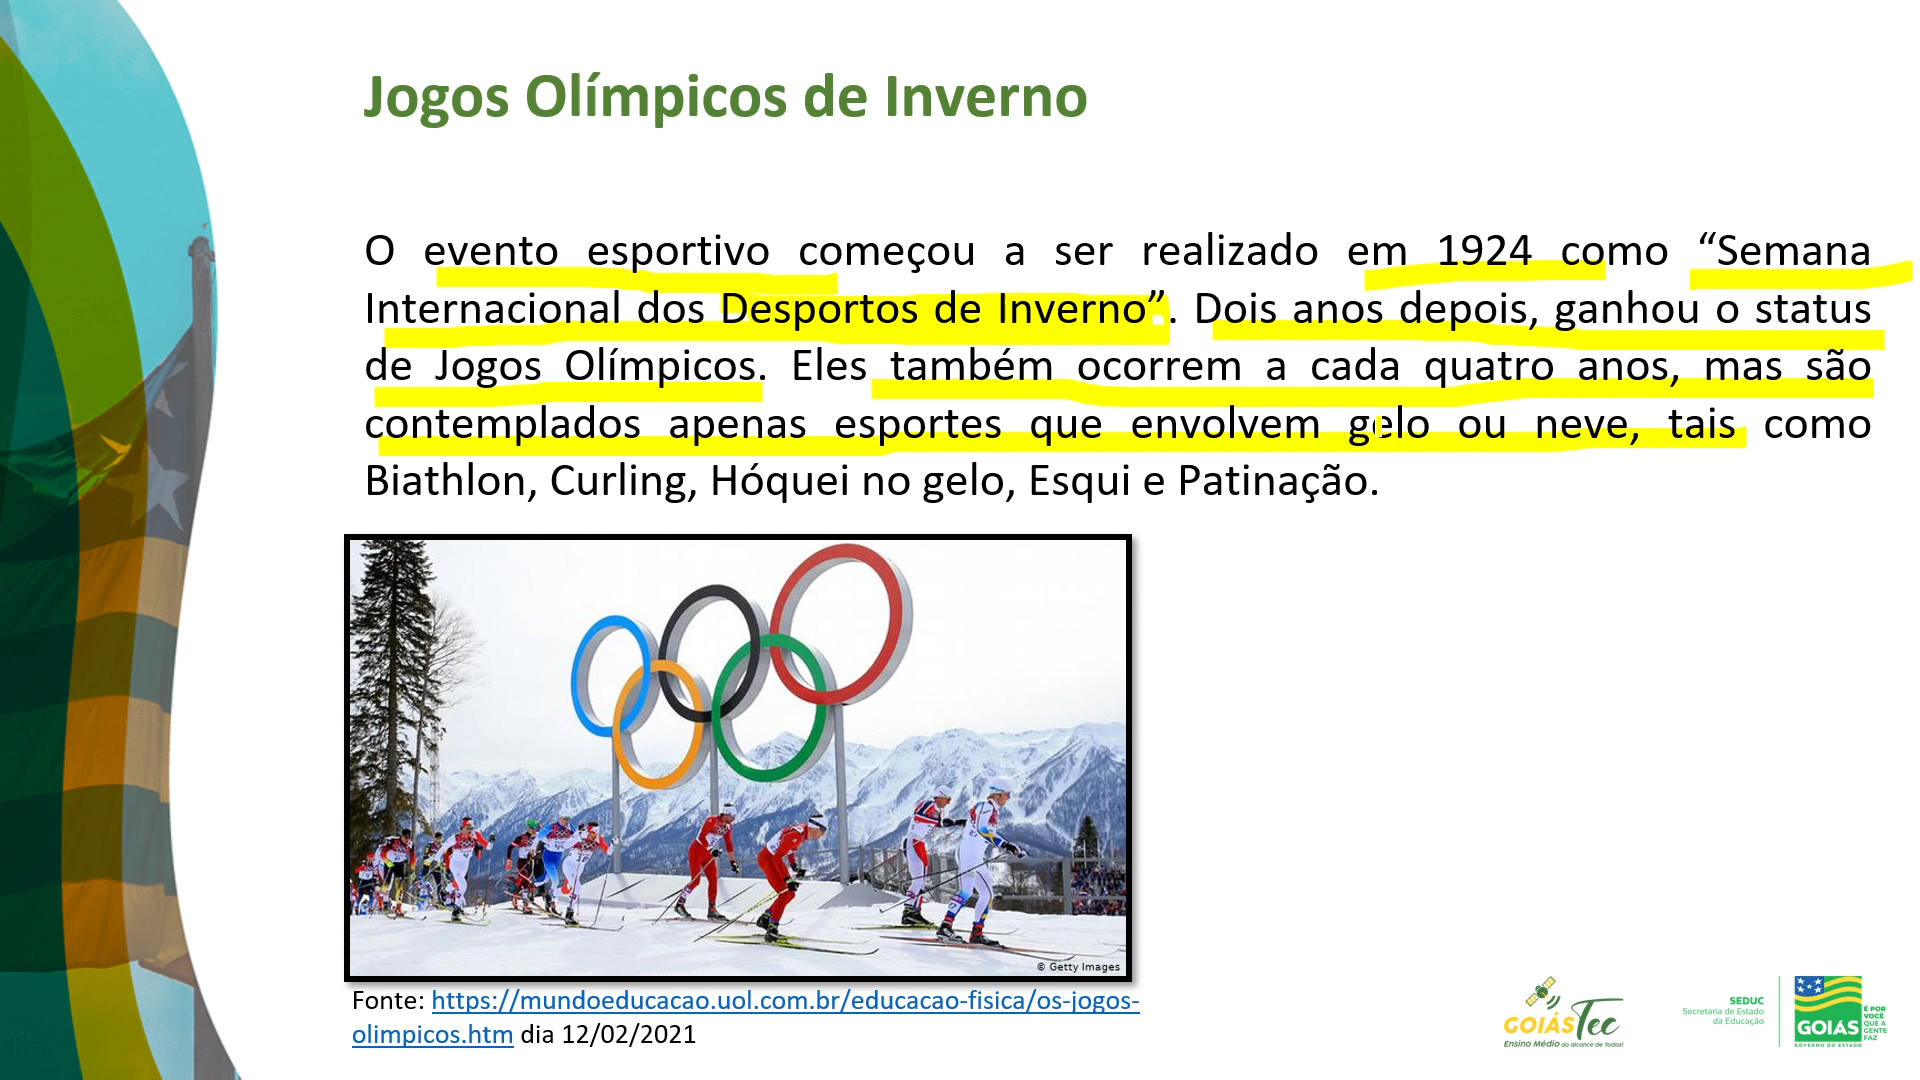 Jogos Olímpicos de Inverno
O evento esportivo começou a ser realizado em 1924 como “Semana
Internacional dos Desportos de Inverno”. Dois anos depois, ganhou o status
de Jogos Olímpicos. Eles também ocorrem a cada quatro anos, mas são
contemplados apenas esportes que envolvem gelo ou neve, tais como
Biathlon, Curling, Hóquei no gelo, Esqui e Patinação.
© Getty Images
Fonte: https://mundoeducacao.uol.com.br/educacao-fisica/os-jogos-
olimpicos.htm dia 12/02/2021
GOIÁSTec
Ensino Médio ao alcance de Todos!
SEDUC
Secretaria de Estado
da Educação
GOIÁS
GOVERNO DO ESTADO
É POR
VOCÊ
QUE A
GENTE
FAZ